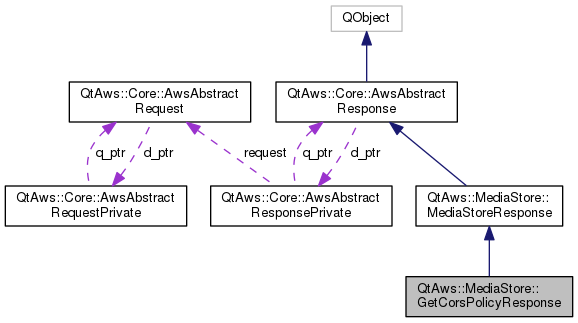 QObject
QtAws::Core::AwsAbstract
Request
QtAws::Core::AwsAbstract
Response
q_ptr
d_ptr
request
q_ptr
d_ptr
QtAws::Core::AwsAbstract
RequestPrivate
QtAws::Core::AwsAbstract
ResponsePrivate
QtAws::MediaStore::
MediaStoreResponse
QtAws::MediaStore::
GetCorsPolicyResponse